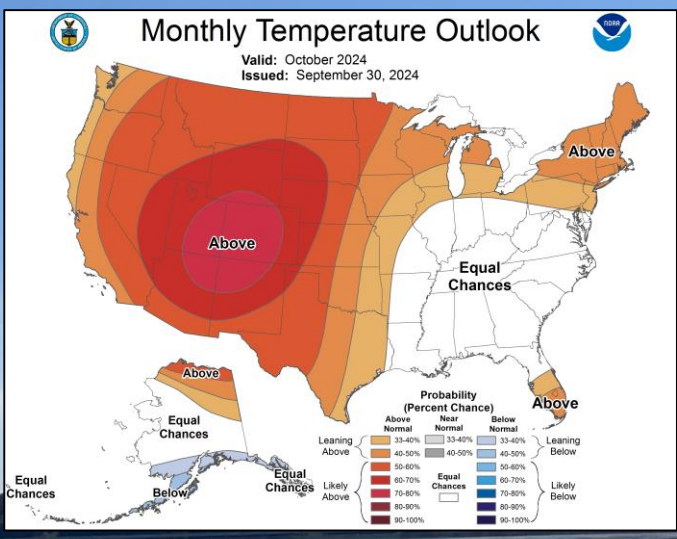 NOAA
Monthly Temperature Outlook
Valid: October 2024
Issued: September 30, 2024
Above
Above
Equal
Chances
Above
Above
Equal
Chances
Below
Equal
Chances
Equal
Chances
Probability
(Percent Chance)
Above
Normal
Near
Normal
Below
Normal
Leaning
Above
33-40%
33-40%
33-40%
Leaning
Below
40-50%
40-50%
40-50%
Likely
Above
50-60%
50-60%
Likely
Below
60-70%
60-70%
70-80%
Equal
Chances
70-80%
80-90%
80-90%
90-100%
90-100%